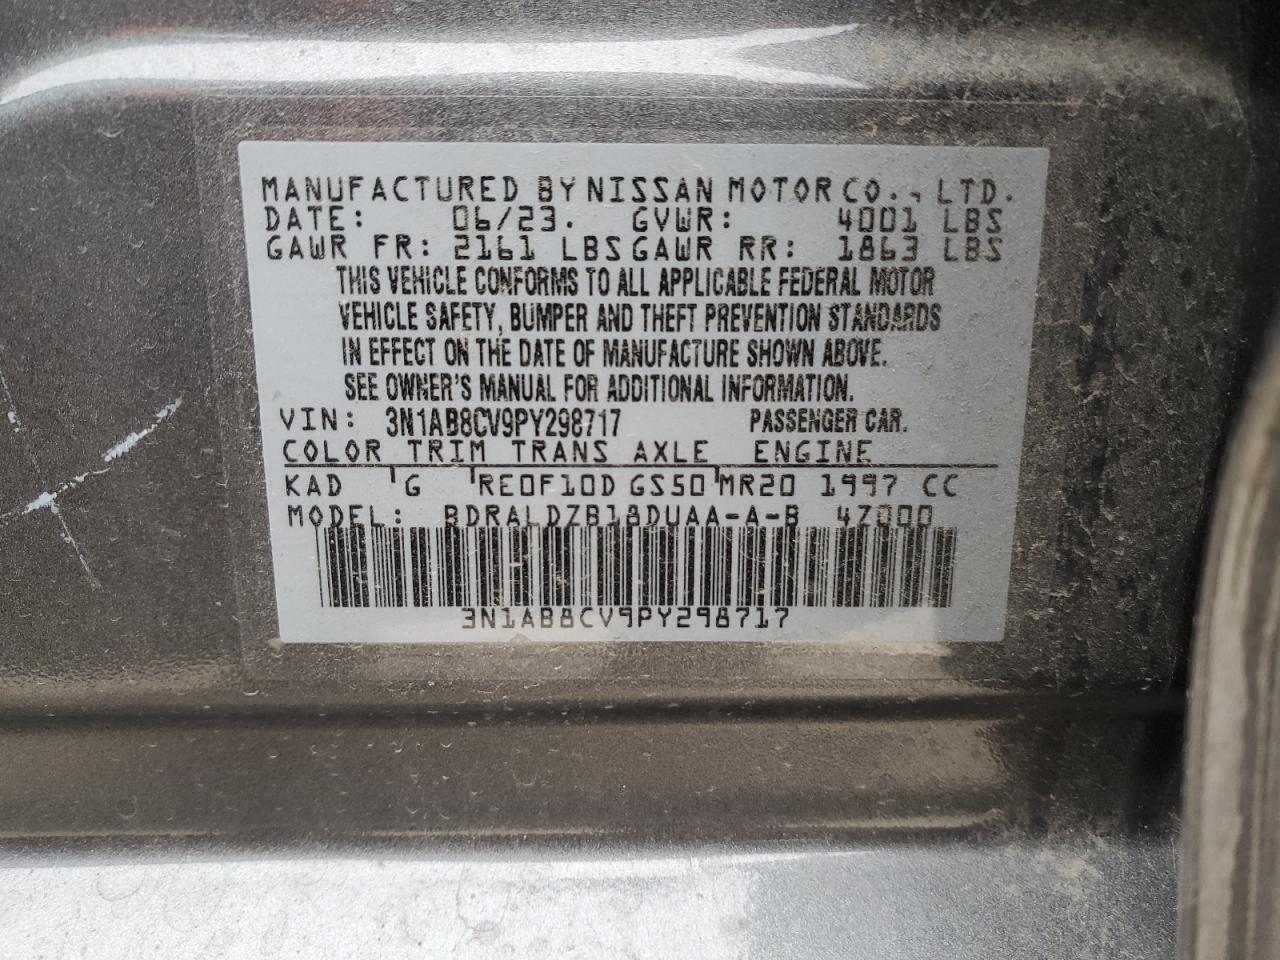 MANUFACTURED BY NISSAN MOTOR CO., LTD.
DATE: 06/23. GVWR: 4001 LBS
GAWR FR: 2161 LBS GAWR RR: 1863 LBS
THIS VEHICLE CONFORMS TO ALL APPLICABLE FEDERAL MOTOR
VEHICLE SAFETY, BUMPER AND THEFT PREVENTION STANDARDS
IN EFFECT ON THE DATE OF MANUFACTURE SHOWN ABOVE.
SEE OWNER'S MANUAL FOR ADDITIONAL INFORMATION.
VIN: 3N1AB8CV9PY298717 PASSENGER CAR.
COLOR TRIM TRANS AXLE ENGINE
KAD G RE0F10D GS50 MR20 1997 CC
MODEL: BDRALDZB18DUAA-A-B 4Z000
3N1AB8CV9PY298717